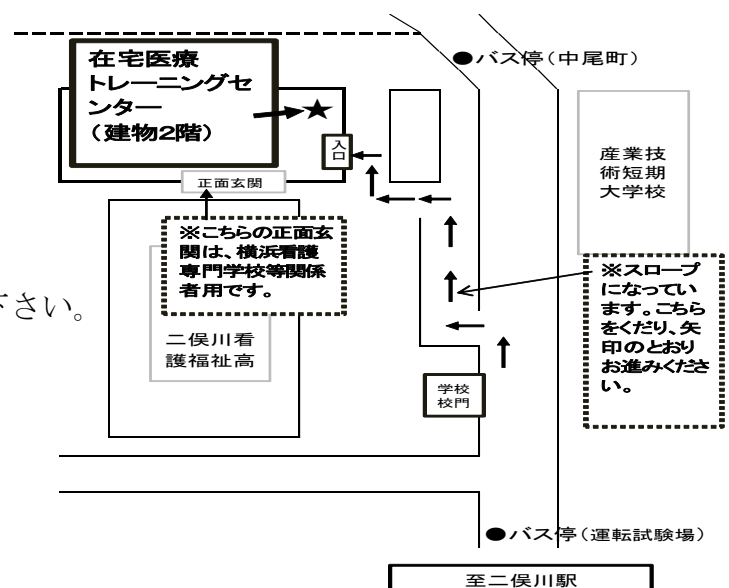 在宅医療
トレーニングセ
ンター
(建物2階)
★
●バス停(中尾町)
入
口
産業技
術短期
大学校
正面玄関
※こちらの正面玄
関は、横浜看護
専門学校等関係
者用です。
※スロープ
になってい
ます。こちら
をくだり、矢
印のとおり
お進みくださ
い。
さい。
二俣川看
護福祉高
学校
校門
●バス停(運転試験場)
至二俣川駅